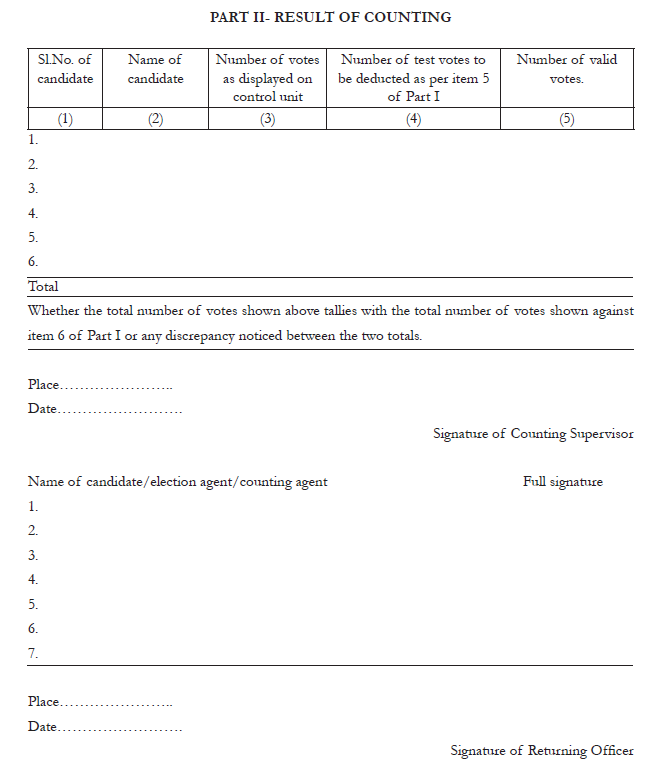 PART II- RESULT OF COUNTING
Sl.No. of candidate Name of candidate Number of votes as displayed on control unit Number of test votes to be deducted as per item 5 of Part I Number of valid votes.
(1) (2) (3) (4) (5)
1.
2.
3.
4.
5.
6.
Total
Whether the total number of votes shown above tallies with the total number of votes shown against
item 6 of Part I or any discrepancy noticed between the two totals.
Place......................
Date........................
Signature of Counting Supervisor
Name of candidate/election agent/counting agent Full signature
1.
2.
3.
4.
5.
6.
7.
Place......................
Date........................
Signature of Returning Officer